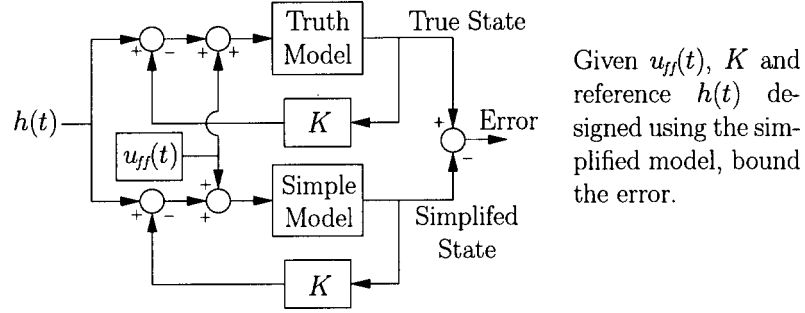 Truth
Model
True State
K
h(t)
u_ff(t)
+
-
+
+
+
-
Error
+
-
+
+
Simple
Model
Simplifed
State
K
Given u_ff(t), K and
reference h(t) de-
signed using the sim-
plified model, bound
the error.